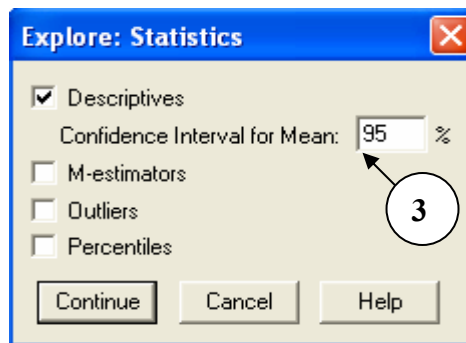 Explore: Statistics
Descriptives
Confidence Interval for Mean: 95 %
M-estimators
Outliers
Percentiles
3
Continue Cancel Help